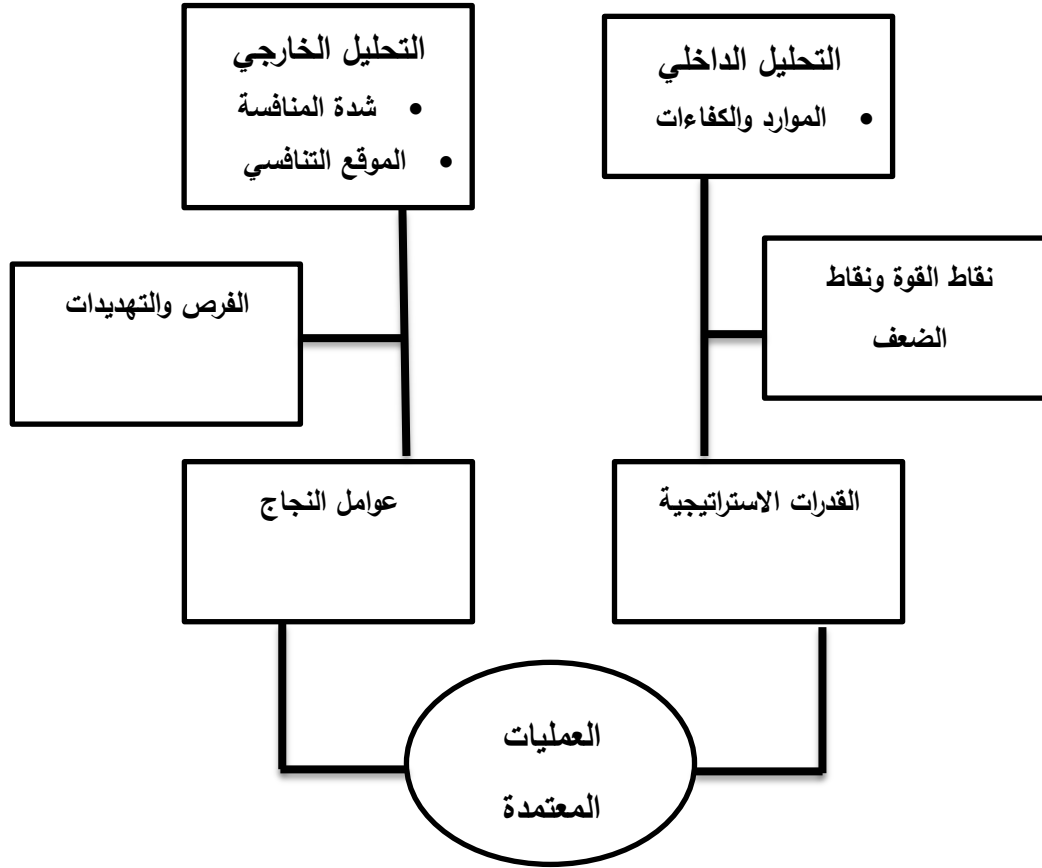 التحليل الداخلي
• الموارد والكفاءات
التحليل الخارجي
• شدة المنافسة
• الموقع التنافسي
نقاط القوة ونقاط
الضعف
الفرص والتهديدات
القدرات الاستراتيجية
عوامل النجاج
العمليات
المعتمدة